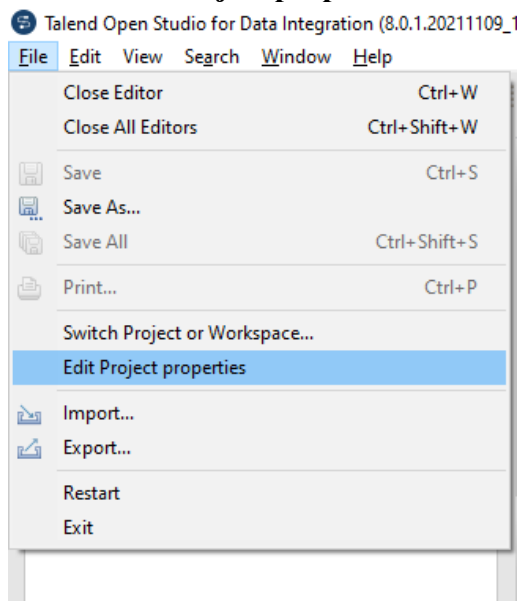 Talend Open Studio for Data Integration (8.0.1.20211109_1
File Edit View Search Window Help
Close Editor Ctrl+W
Close All Editors Ctrl+Shift+W
Save Ctrl+S
Save As...
Save All Ctrl+Shift+S
Print... Ctrl+P
Switch Project or Workspace...
Edit Project properties
Import...
Export...
Restart
Exit